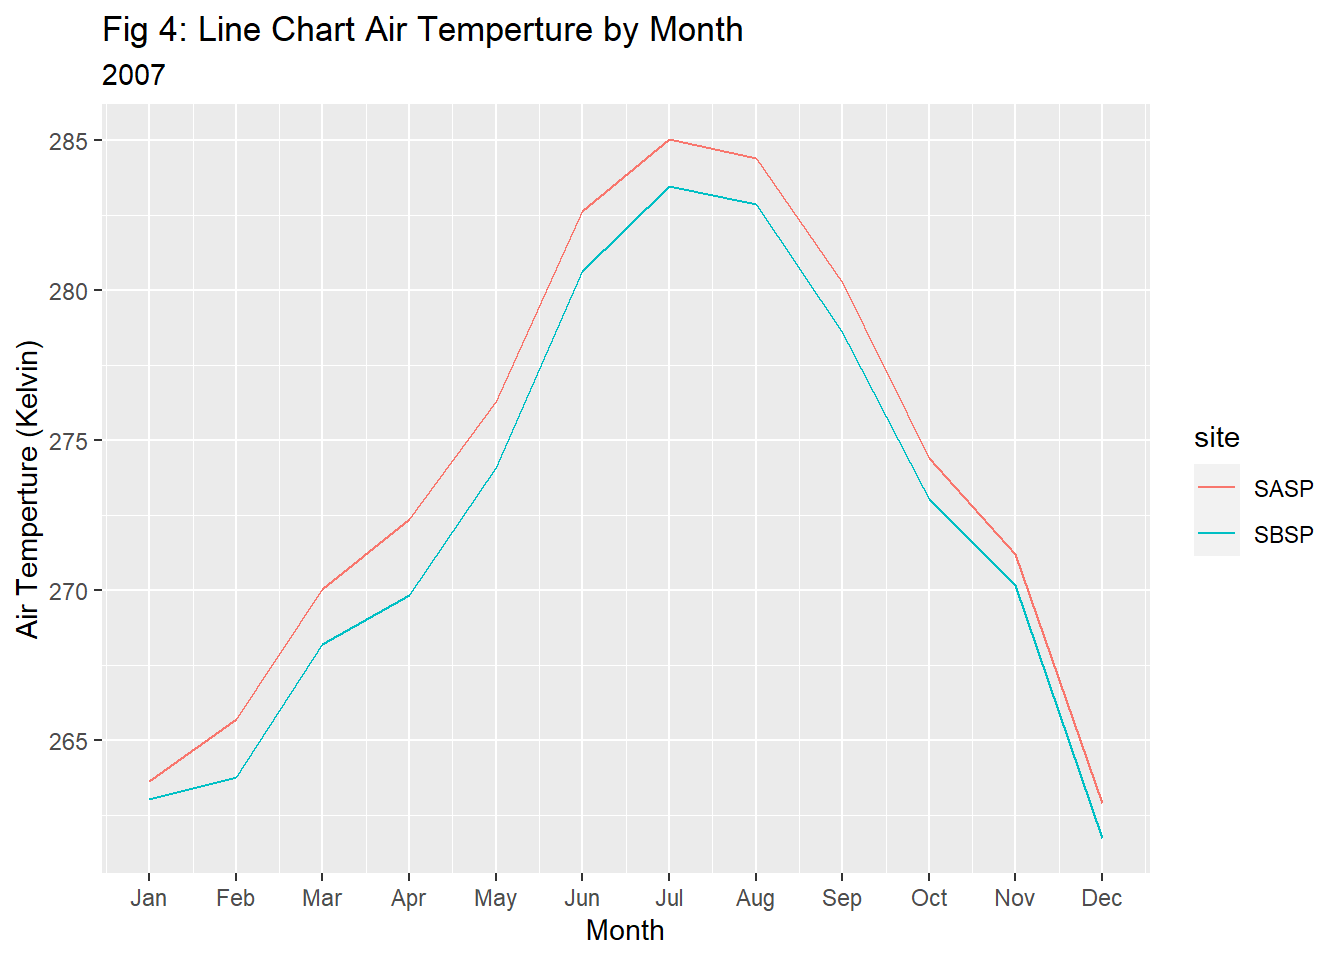 Fig 4: Line Chart Air Temperture by Month
2007
285
280
275
270
265
Air Temperture (Kelvin)
Jan Feb Mar Apr May Jun Jul Aug Sep Oct Nov Dec
Month
site
SASP
SBSP